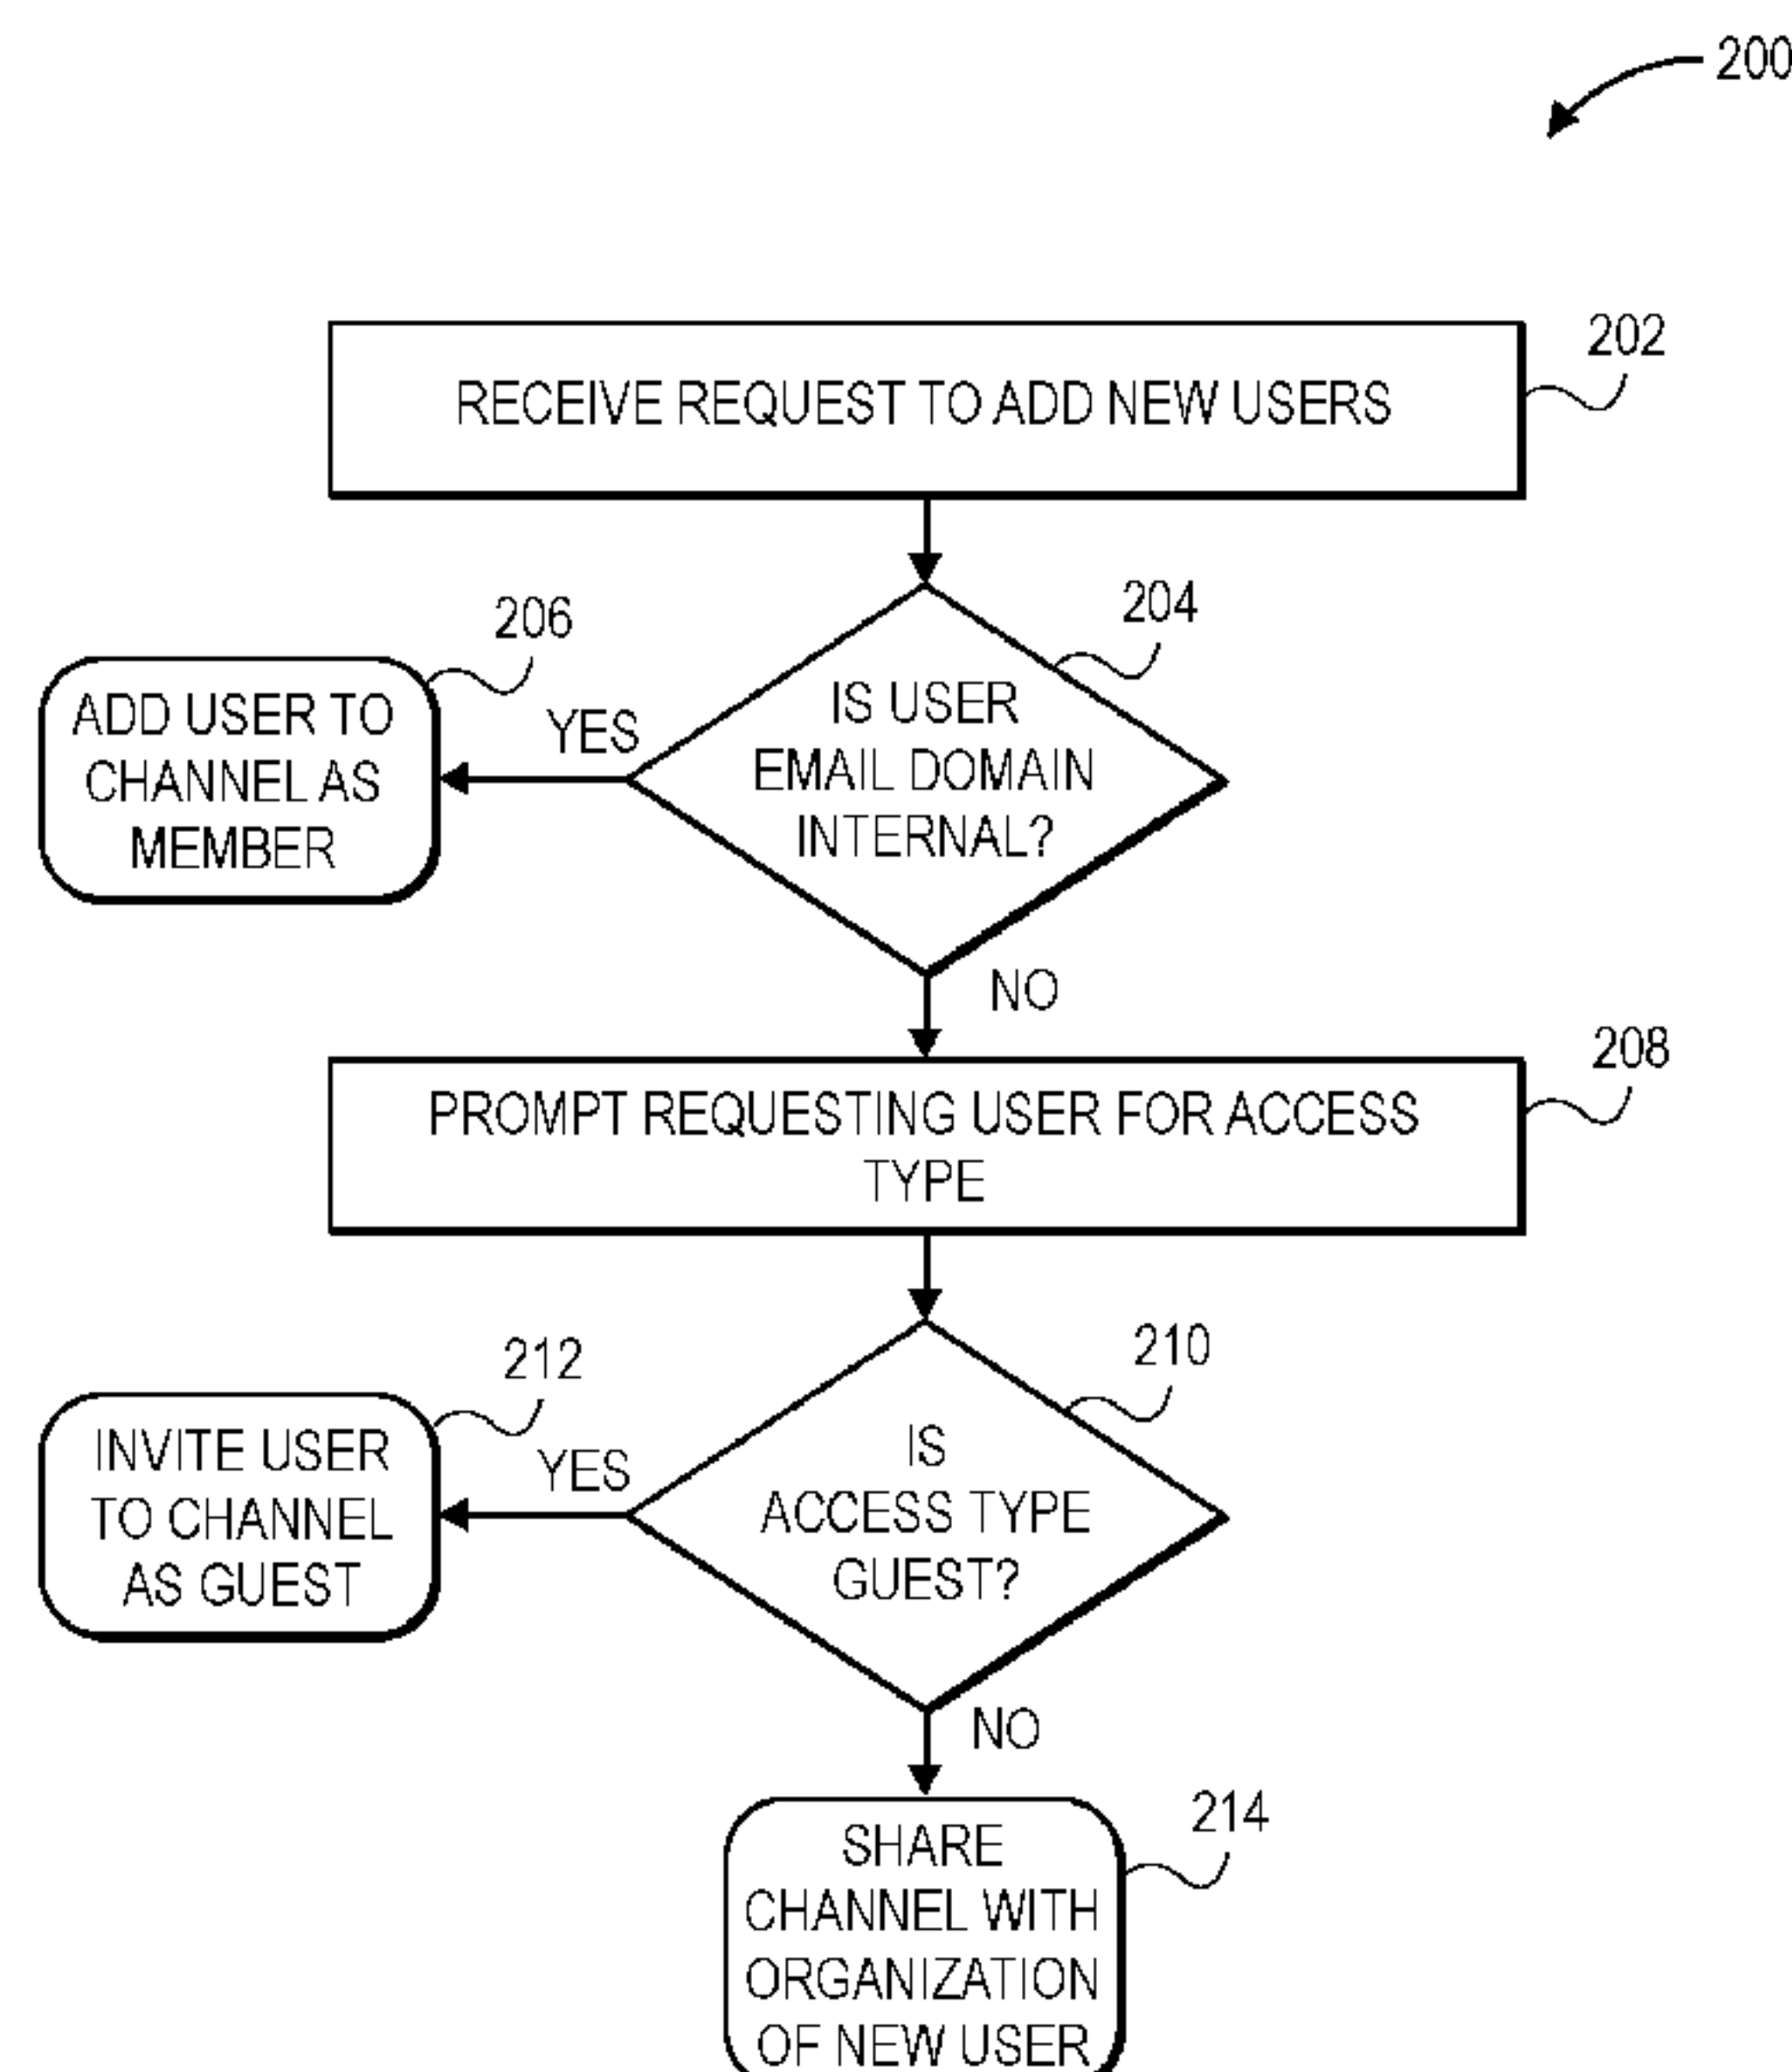 200
202
RECEIVE REQUEST TO ADD NEW USERS
204
206
IS USER
EMAIL DOMAIN
INTERNAL?
YES
ADD USER TO
CHANNEL AS
MEMBER
NO
208
PROMPT REQUESTING USER FOR ACCESS
TYPE
210
212
IS
ACCESS TYPE
GUEST?
YES
INVITE USER
TO CHANNEL
AS GUEST
NO
214
SHARE
CHANNEL WITH
ORGANIZATION
OF NEW USER